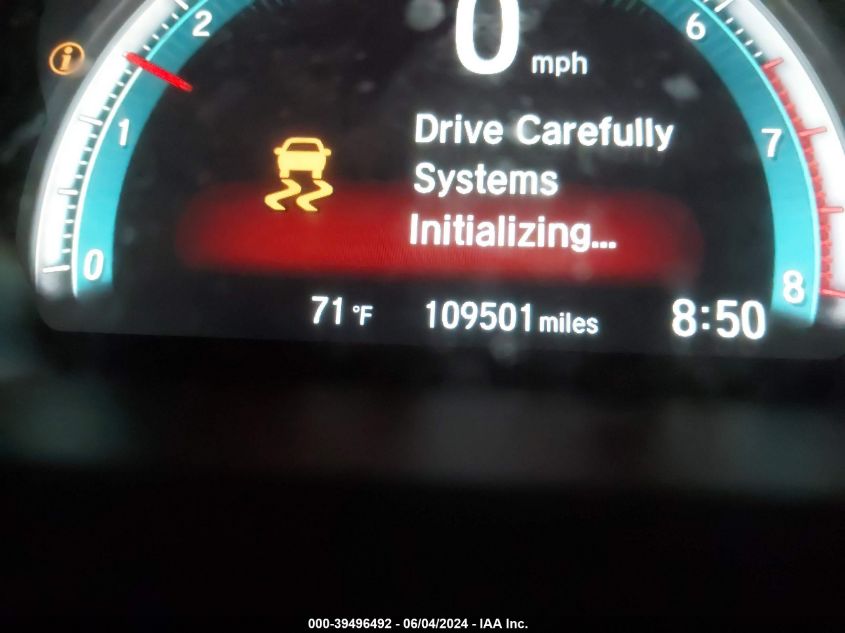 2
0 mph
6
i
1
7
Drive Carefully
Systems
Initializing...
0
8
71 °F
109501 miles
8:50
000-39496492 - 06/04/2024 - IAA Inc.